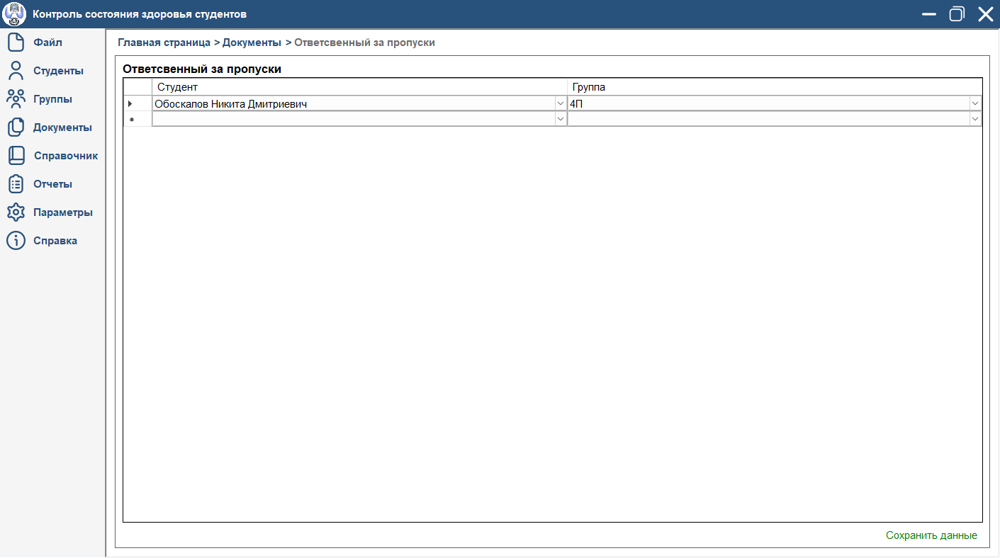 Контроль состояния здоровья студентов
Файл
Студенты
Группы
Документы
Справочник
Отчеты
Параметры
Справка
Главная страница > Документы > Ответсвенный за пропуски
Ответсвенный за пропуски
Студент Группа
Обоскалов Никита Дмитриевич 4П
Сохранить данные